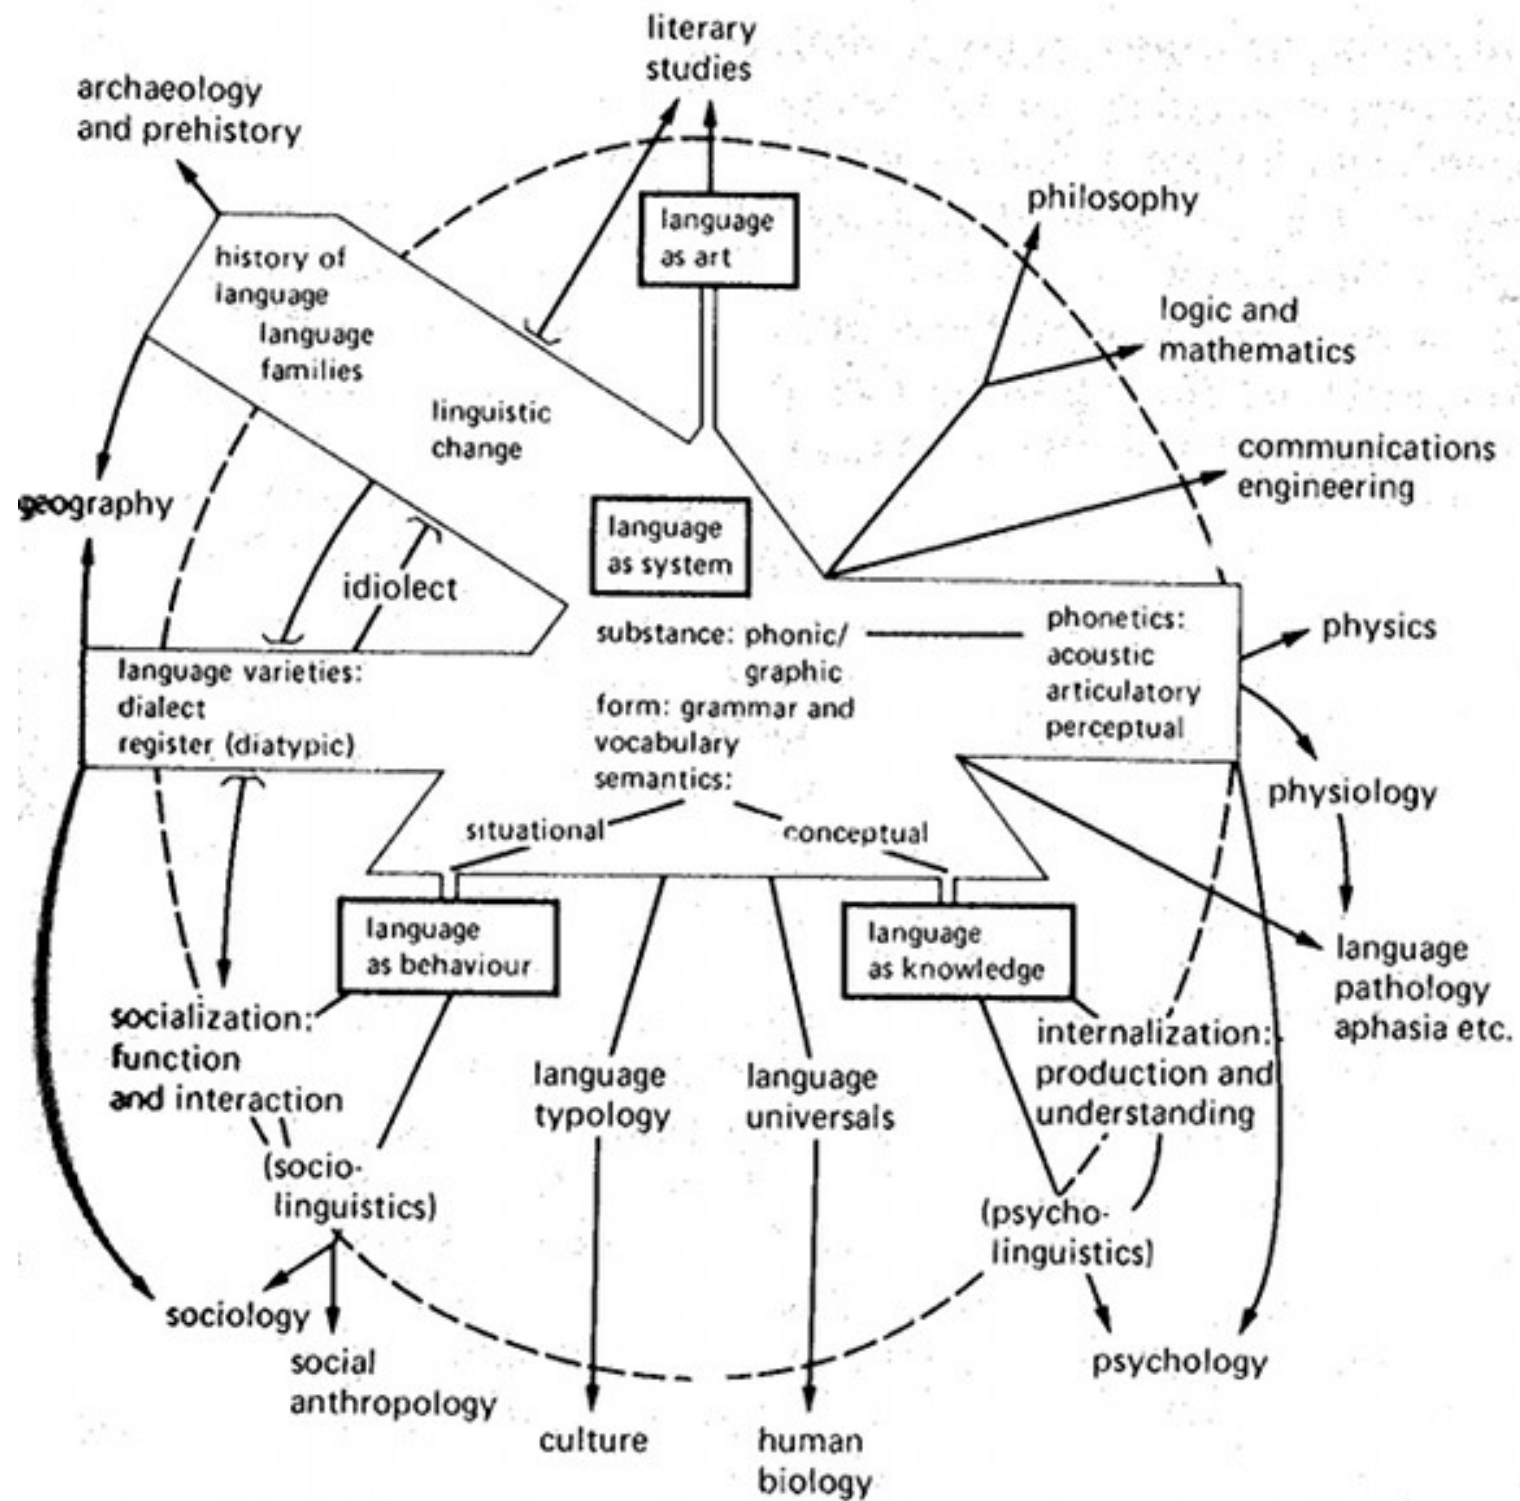 literary
studies
archaeology
and prehistory
philosophy
language
as art
history of
language
language
families
logic and
mathematics
linguistic
change
communications
engineering
geography
language
as system
idiolect
substance: phonic/
graphic
form: grammar and
vocabulary
semantics:
phonetics:
acoustic
articulatory
perceptual
physics
language varieties:
dialect
register (diatypic)
physiology
situational
conceptual
language
as behaviour
language
as knowledge
language
pathology
aphasia etc.
socialization:
function
and interaction
language
typology
language
universals
internalization:
production and
understanding
(socio-
linguistics)
(psycho-
linguistics)
sociology
social
anthropology
culture
human
biology
psychology